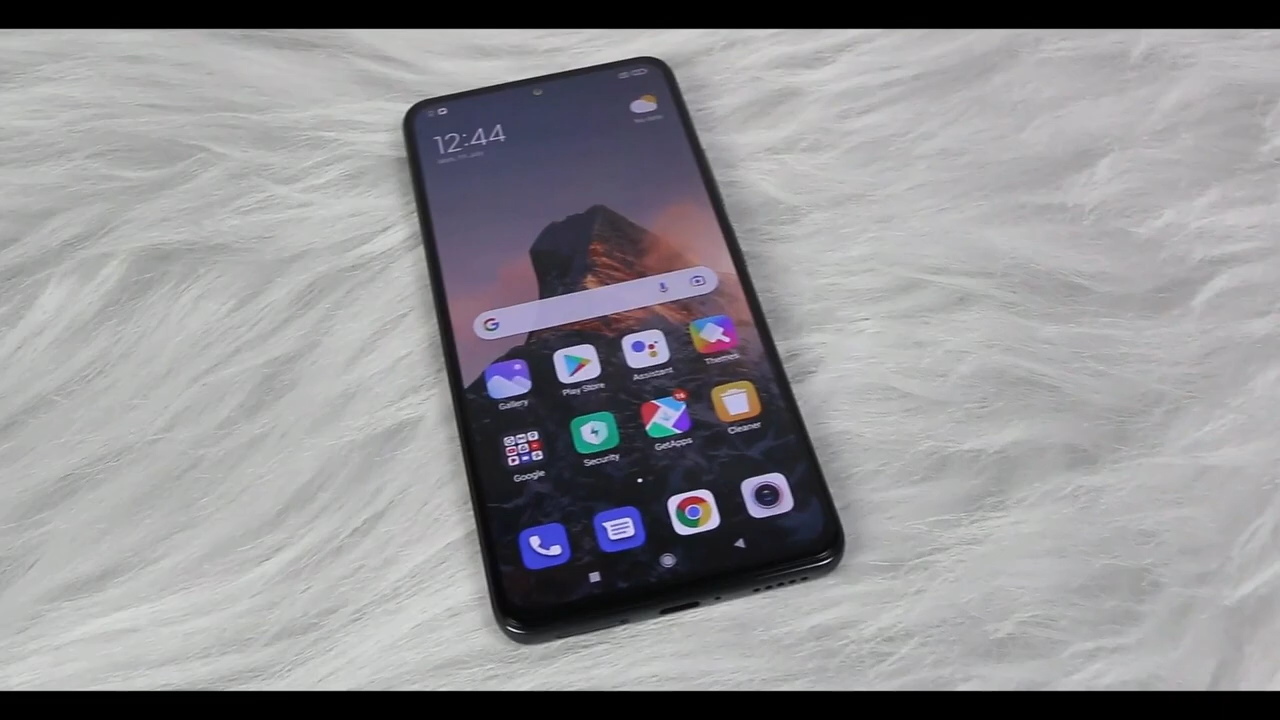 12:44
Gallery
Play Store
Assistant
Themes
Google
Security
GetApps
Cleaner